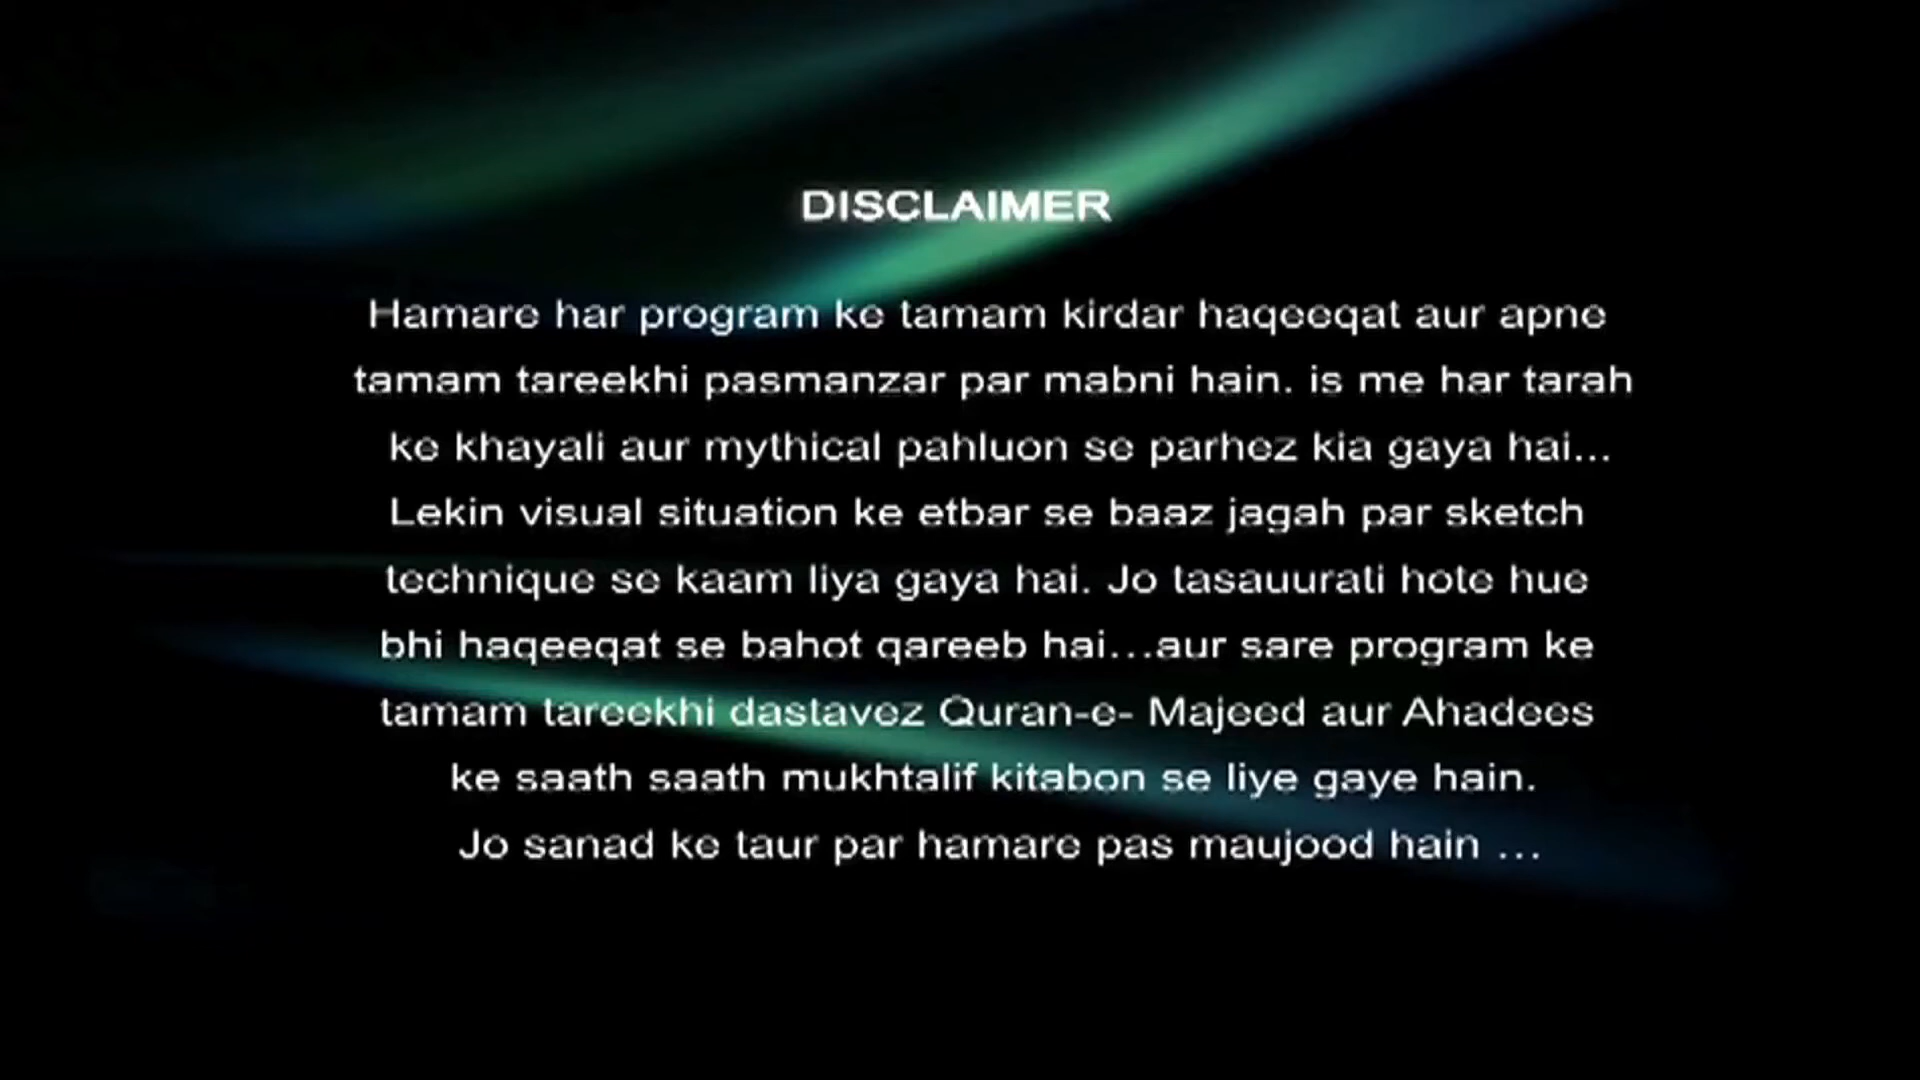 DISCLAIMER
Hamare har program ke tamam kirdar haqeeqat aur apne
tamam tareekhi pasmanzar par mabni hain. is me har tarah
ke khayali aur mythical pahluon se parhez kia gaya hai...
Lekin visual situation ke etbar se baaz jagah par sketch
technique se kaam liya gaya hai. Jo tasauurati hote hue
bhi haqeeqat se bahot qareeb hai...aur sare program ke
tamam tareekhi dastavez Quran-e- Majeed aur Ahadees
ke saath saath mukhtalif kitabon se liye gaye hain.
Jo sanad ke taur par hamare pas maujood hain ...